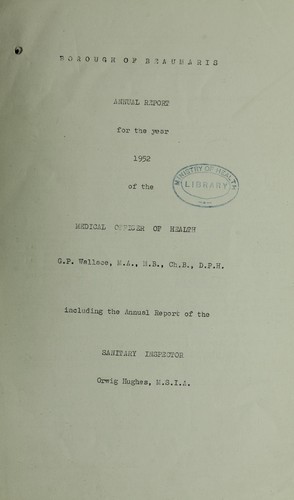 BOROUGH OF BEAUMARIS
ANNUAL REPORT
for the year
1952
MINISTRY OF HEALTH
LIBRARY
of the
MEDICAL OFFICER OF HEALTH
G.P. Wallace, M.A., M.B., Ch.B., D.P.H.
including the Annual Report of the
SANITARY INSPECTOR
Orwig Hughes, M.S.I.A.